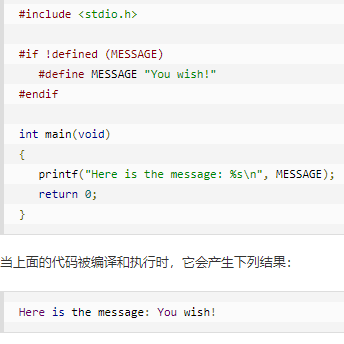 #include <stdio.h>
#if !defined (MESSAGE)
   #define MESSAGE "You wish!"
#endif
int main(void)
{
   printf("Here is the message: %s\n", MESSAGE);
   return 0;
}
当上面的代码被编译和执行时，它会产生下列结果：
Here is the message: You wish!